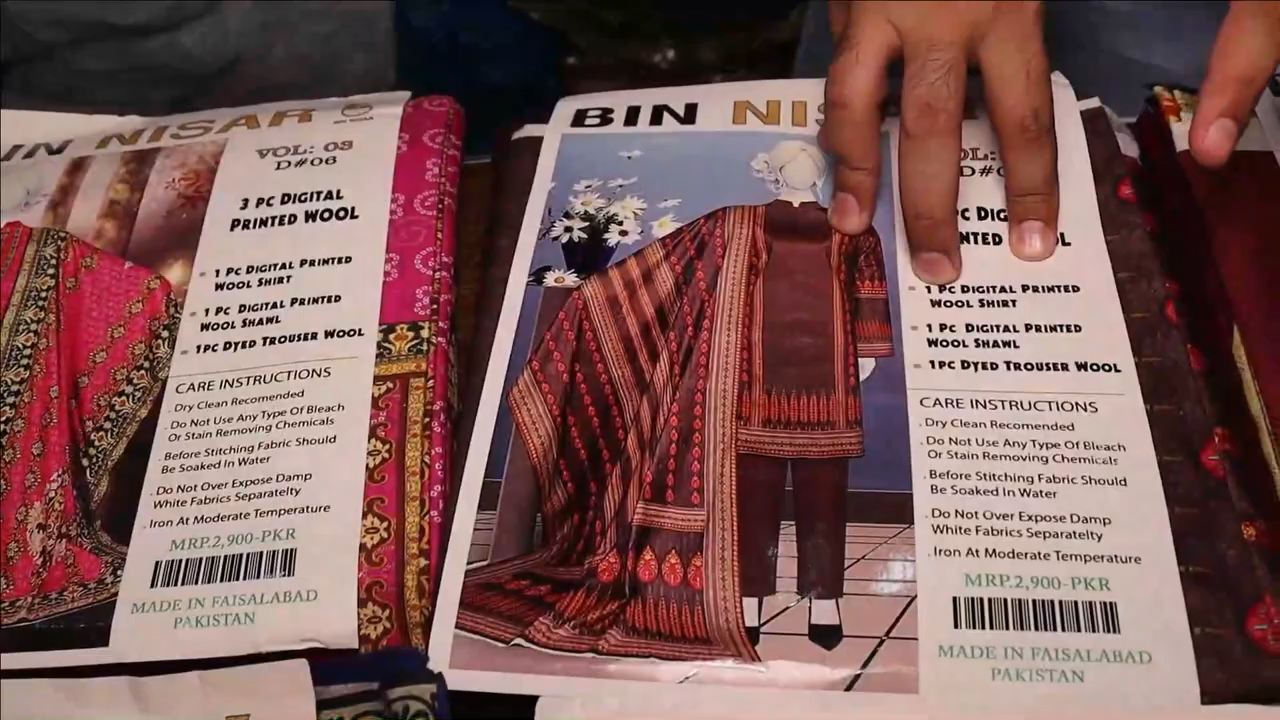 IN NISAR
VOL: 03
D#06
3 PC DIGITAL
PRINTED WOOL
1 PC DIGITAL PRINTED
WOOL SHIRT
1 PC DIGITAL PRINTED
WOOL SHAWL
1PC DYED TROUSER WOOL
CARE INSTRUCTIONS
. Dry Clean Recomended
. Do Not Use Any Type Of Bleach
Or Stain Removing Chemicals
. Before Stitching Fabric Should
Be Soaked In Water
. Do Not Over Expose Damp
White Fabrics Separatelty
. Iron At Moderate Temperature
MRP.2,900-PKR
MADE IN FAISALABAD
PAKISTAN
BIN NIS
1 PC DIGITAL PRINTED
WOOL SHIRT
1 PC DIGITAL PRINTED
WOOL SHAWL
1PC DYED TROUSER WOOL
CARE INSTRUCTIONS
. Dry Clean Recomended
. Do Not Use Any Type Of Bleach
Or Stain Removing Chemicals
. Before Stitching Fabric Should
Be Soaked In Water
. Do Not Over Expose Damp
White Fabrics Separatelty
. Iron At Moderate Temperature
MRP.2,900-PKR
MADE IN FAISALABAD
PAKISTAN